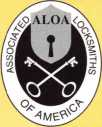 ALOA
ASSOCIATED LOCKSMITHS
OF AMERICA